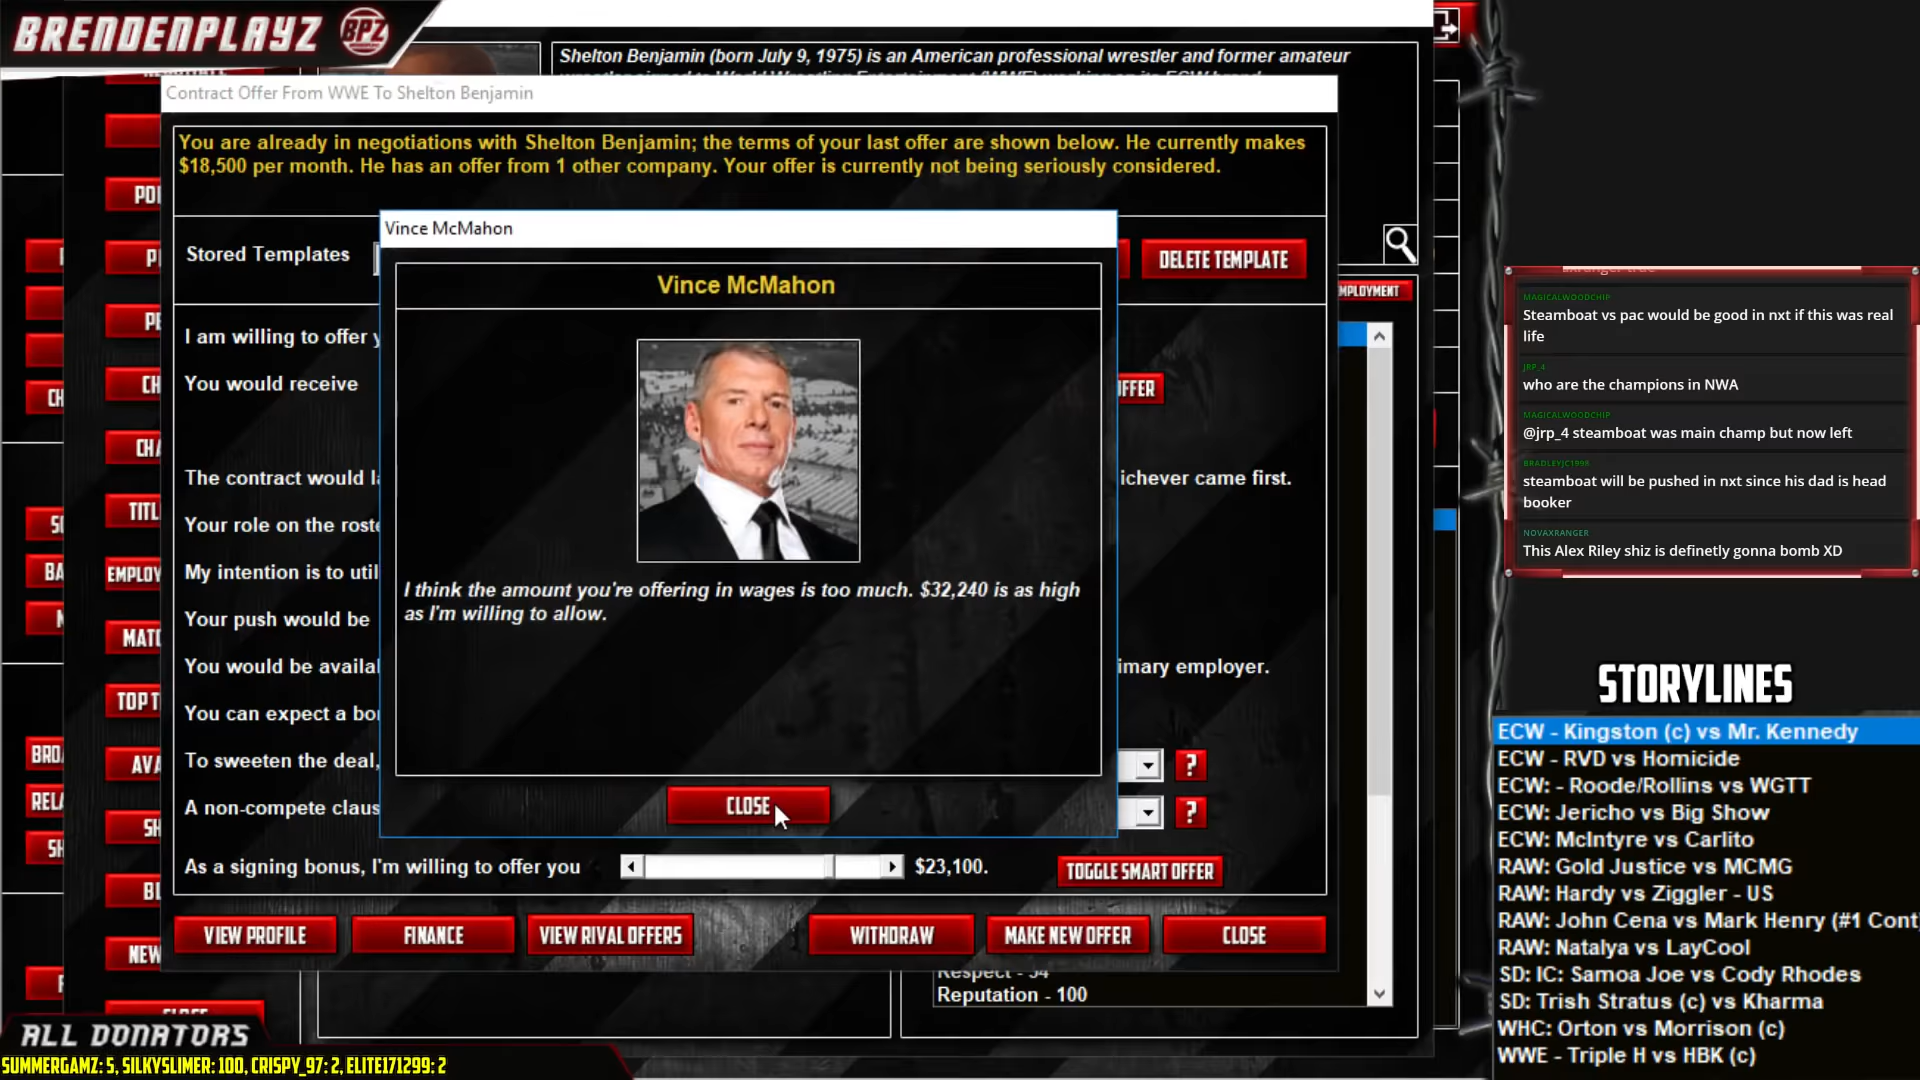 BRENDENPLAYZ BPZ
Shelton Benjamin (born July 9, 1975) is an American professional wrestler and former amateur
Contract Offer From WWE To Shelton Benjamin
You are already in negotiations with Shelton Benjamin; the terms of your last offer are shown below. He currently makes
$18,500 per month. He has an offer from 1 other company. Your offer is currently not being seriously considered.
Stored Templates
DELETE TEMPLATE
Vince McMahon
Vince McMahon
I think the amount you're offering in wages is too much. $32,240 is as high
as I'm willing to allow.
CLOSE
I am willing to offer y
You would receive
The contract would la
ichever came first.
Your role on the roste
My intention is to util
Your push would be
You would be availal
imary employer.
You can expect a bo
To sweeten the deal,
?
A non-compete claus
?
As a signing bonus, I'm willing to offer you
$23,100.
TOGGLE SMART OFFER
VIEW PROFILE
FINANCE
VIEW RIVAL OFFERS
WITHDRAW
MAKE NEW OFFER
CLOSE
Respect - 54
Reputation - 100
TITL
EMPLOY
MATC
TOP T
AVA
NEW
MAGICALWOODCHIP
Steamboat vs pac would be good in nxt if this was real
life
JRP_4
who are the champions in NWA
MAGICALWOODCHIP
@jrp_4 steamboat was main champ but now left
BRADLEYJC1998
steamboat will be pushed in nxt since his dad is head
booker
NOVAXRANGER
This Alex Riley shiz is definetly gonna bomb XD
STORYLINES
ECW - Kingston (c) vs Mr. Kennedy
ECW - RVD vs Homicide
ECW: - Roode/Rollins vs WGTT
ECW: Jericho vs Big Show
ECW: McIntyre vs Carlito
RAW: Gold Justice vs MCMG
RAW: Hardy vs Ziggler - US
RAW: John Cena vs Mark Henry (#1 Cont
RAW: Natalya vs LayCool
SD: IC: Samoa Joe vs Cody Rhodes
SD: Trish Stratus (c) vs Kharma
WHC: Orton vs Morrison (c)
WWE - Triple H vs HBK (c)
ALL DONATORS
SUMMERGAMZ: 5, SILKYSLIMER: 100, CRISPY_97: 2, ELITE171299: 2